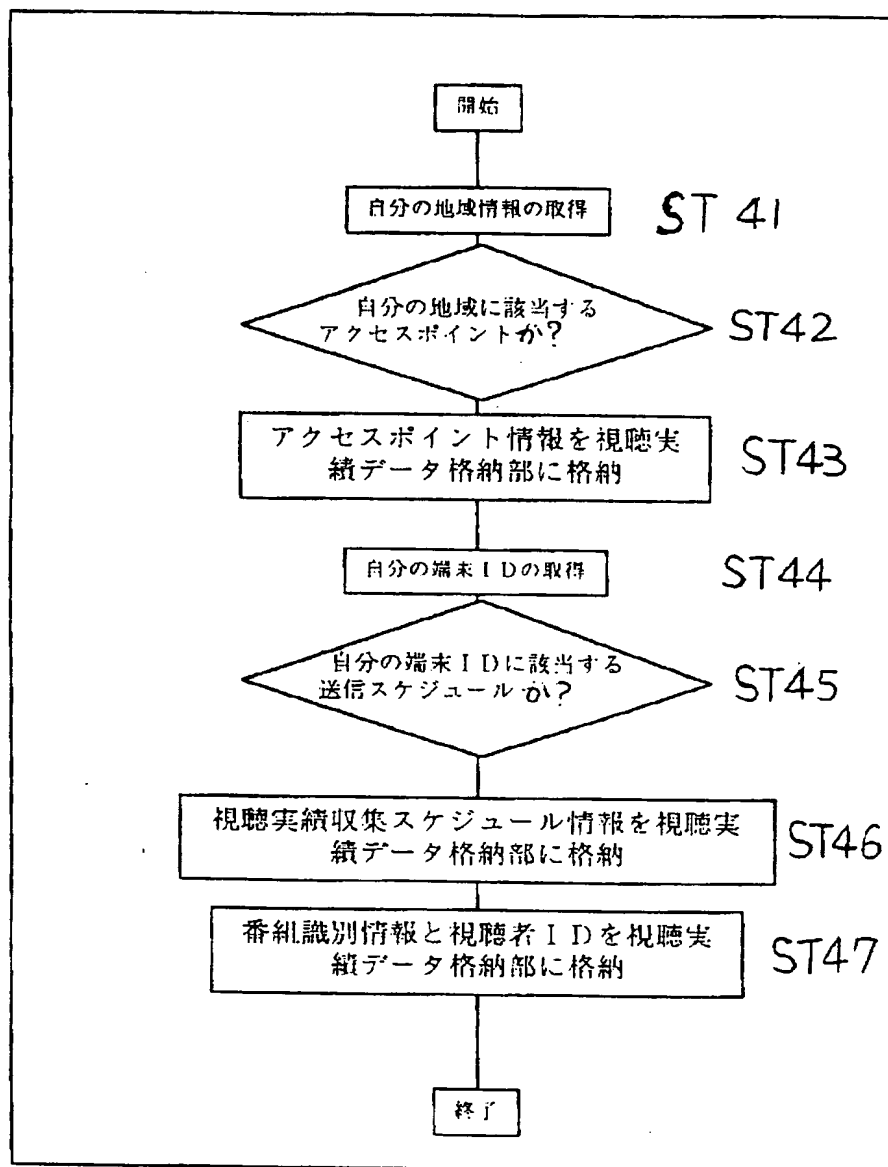 開始
自分の地域情報の取得
ST 41
自分の地域に該当する
アクセスポイントか?
ST42
アクセスポイント情報を視聴実
績データ格納部に格納
ST43
自分の端末IDの取得
ST44
自分の端末IDに該当する
送信スケジュールか?
ST45
視聴実績収集スケジュール情報を視聴実
績データ格納部に格納
ST46
番組識別情報と視聴者IDを視聴実
績データ格納部に格納
ST47
終了